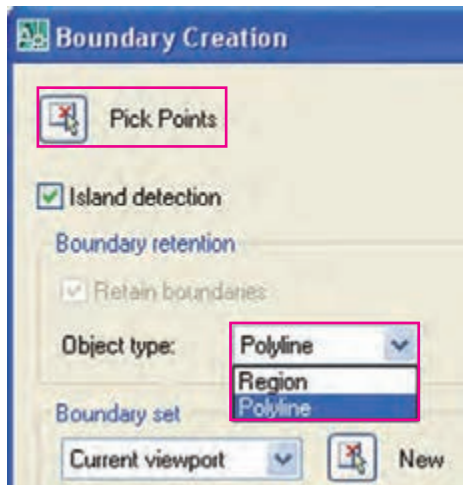 Boundary Creation
Pick Points
Island detection
Boundary retention
Retain boundaries
Object type: Polyline
Region
Polyline
Boundary set
Current viewport New